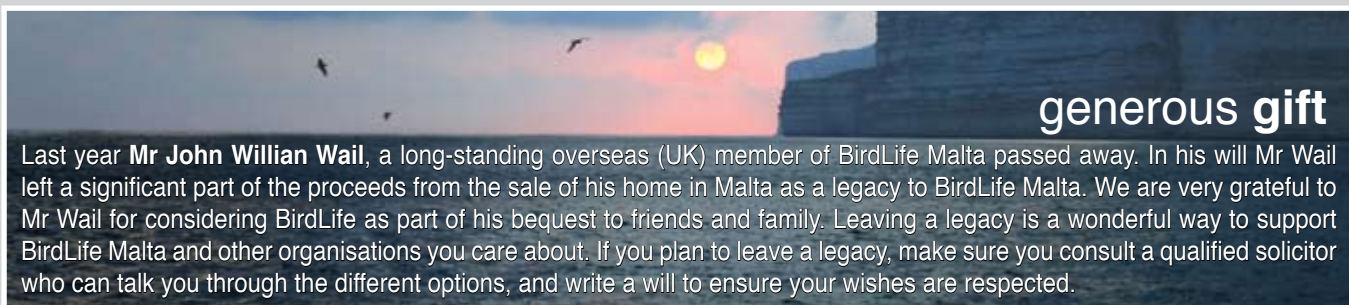 generous gift
Last year Mr John Willian Wail, a long-standing overseas (UK) member of BirdLife Malta passed away. In his will Mr Wail
left a significant part of the proceeds from the sale of his home in Malta as a legacy to BirdLife Malta. We are very grateful to
Mr Wail for considering BirdLife as part of his bequest to friends and family. Leaving a legacy is a wonderful way to support
BirdLife Malta and other organisations you care about. If you plan to leave a legacy, make sure you consult a qualified solicitor
who can talk you through the different options, and write a will to ensure your wishes are respected.